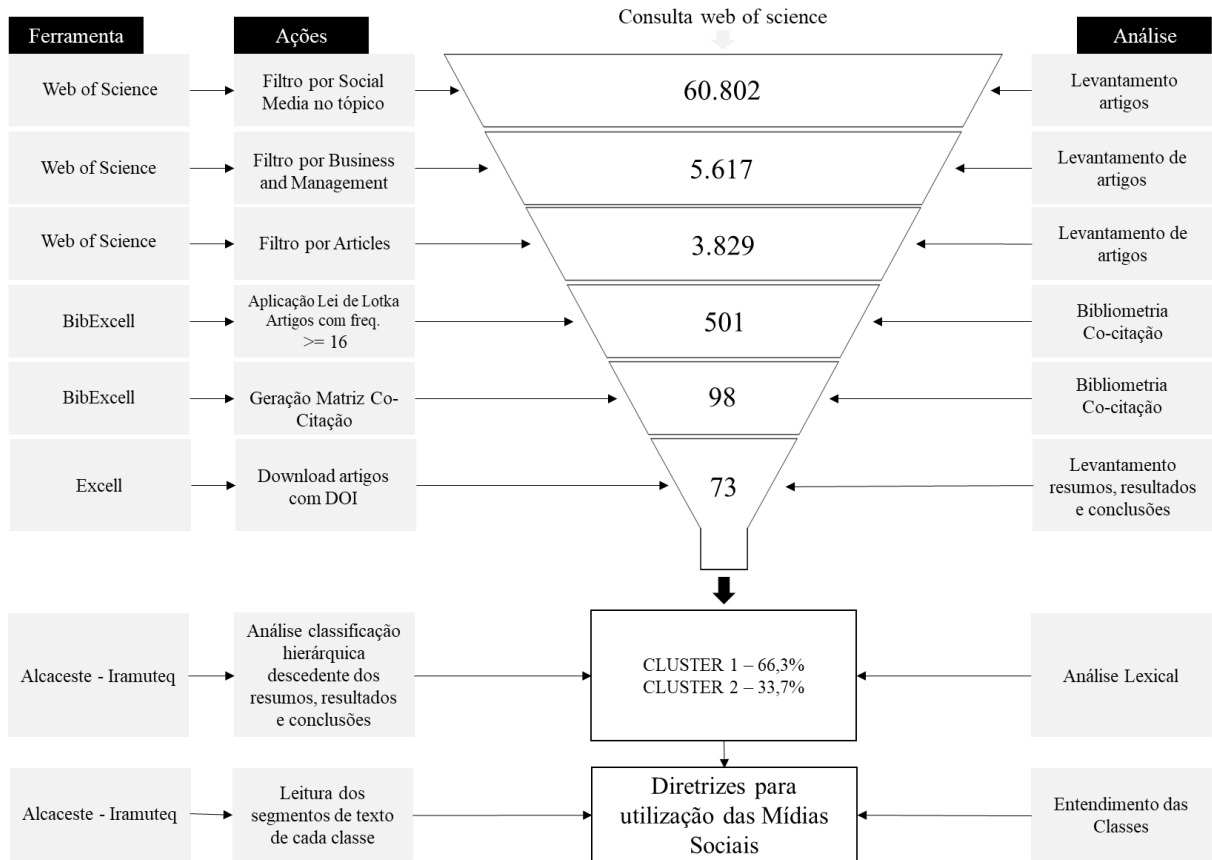 Consulta web of science
Ferramenta
Ações
Análise
Web of Science
Filtro por Social
Media no tópico
60.802
Levantamento
artigos
Web of Science
Filtro por Business
and Management
5.617
Levantamento de
artigos
Web of Science
Filtro por Articles
3.829
Levantamento de
artigos
BibExcell
Aplicação Lei de Lotka
Artigos com freq.
>= 16
501
Bibliometria
Co-citação
BibExcell
Geração Matriz Co-
Citação
98
Bibliometria
Co-citação
Excell
Download artigos
com DOI
73
Levantamento
resumos, resultados
e conclusões
Alcaceste - Iramuteq
Análise classificação
hierárquica
descedente dos
resumos, resultados
e conclusões
CLUSTER 1 – 66,3%
CLUSTER 2 – 33,7%
Análise Lexical
Alcaceste - Iramuteq
Leitura dos
segmentos de texto
de cada classe
Diretrizes para
utilização das Mídias
Sociais
Entendimento das
Classes